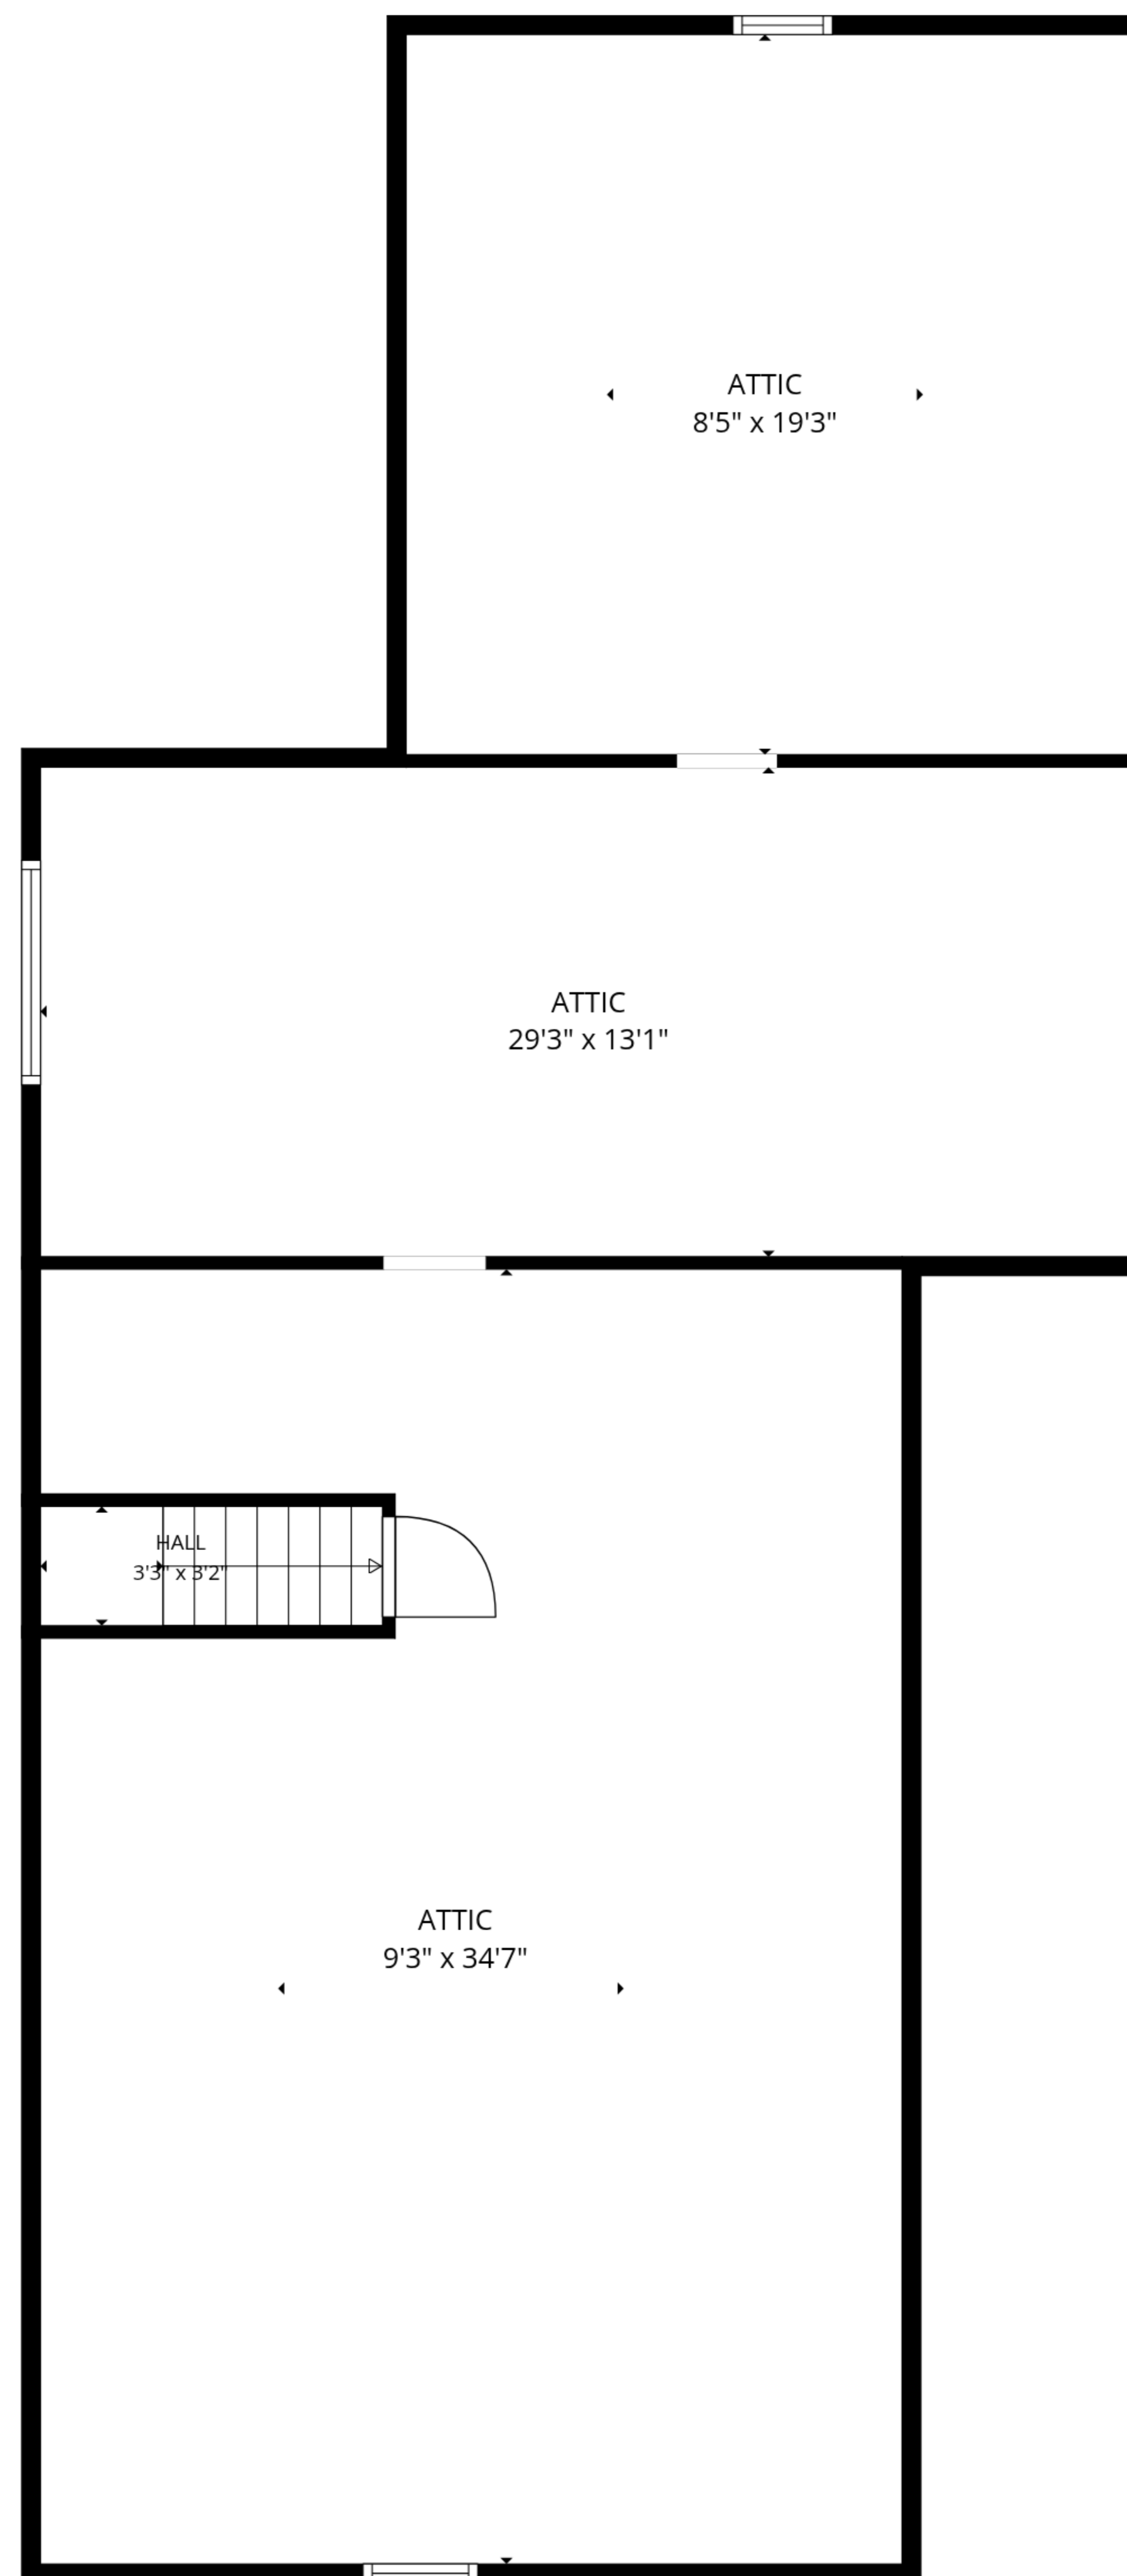 ATTIC
8'5" x 19'3"
ATTIC
29'3" x 13'1"
HALL
3'3" x 3'2"
ATTIC
9'3" x 34'7"